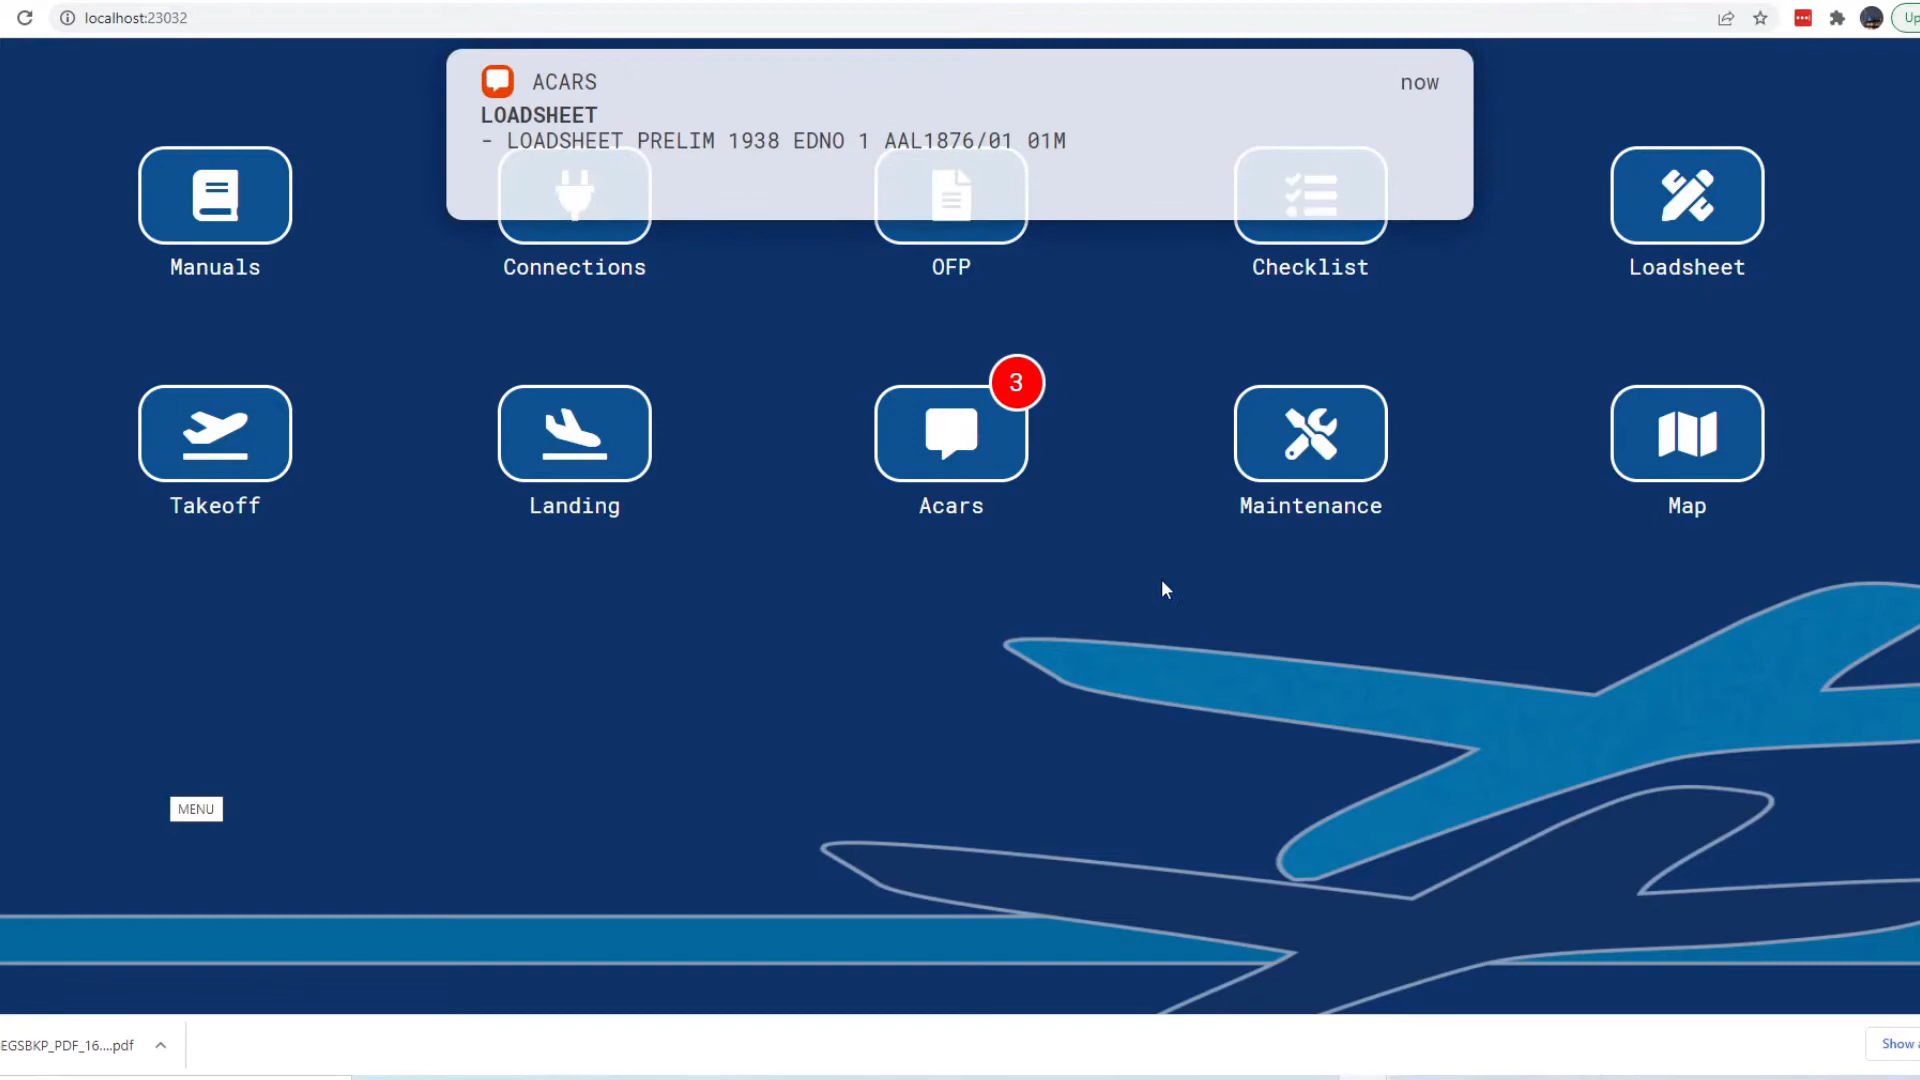 localhost:23032
Up
ACARS
now
LOADSHEET
- LOADSHEET PRELIM 1938 EDNO 1 AAL1876/01 01M
Manuals
Connections
OFP
Checklist
Loadsheet
3
Takeoff
Landing
Acars
Maintenance
Map
MENU
EGSBKP_PDF_16....pdf
Show a